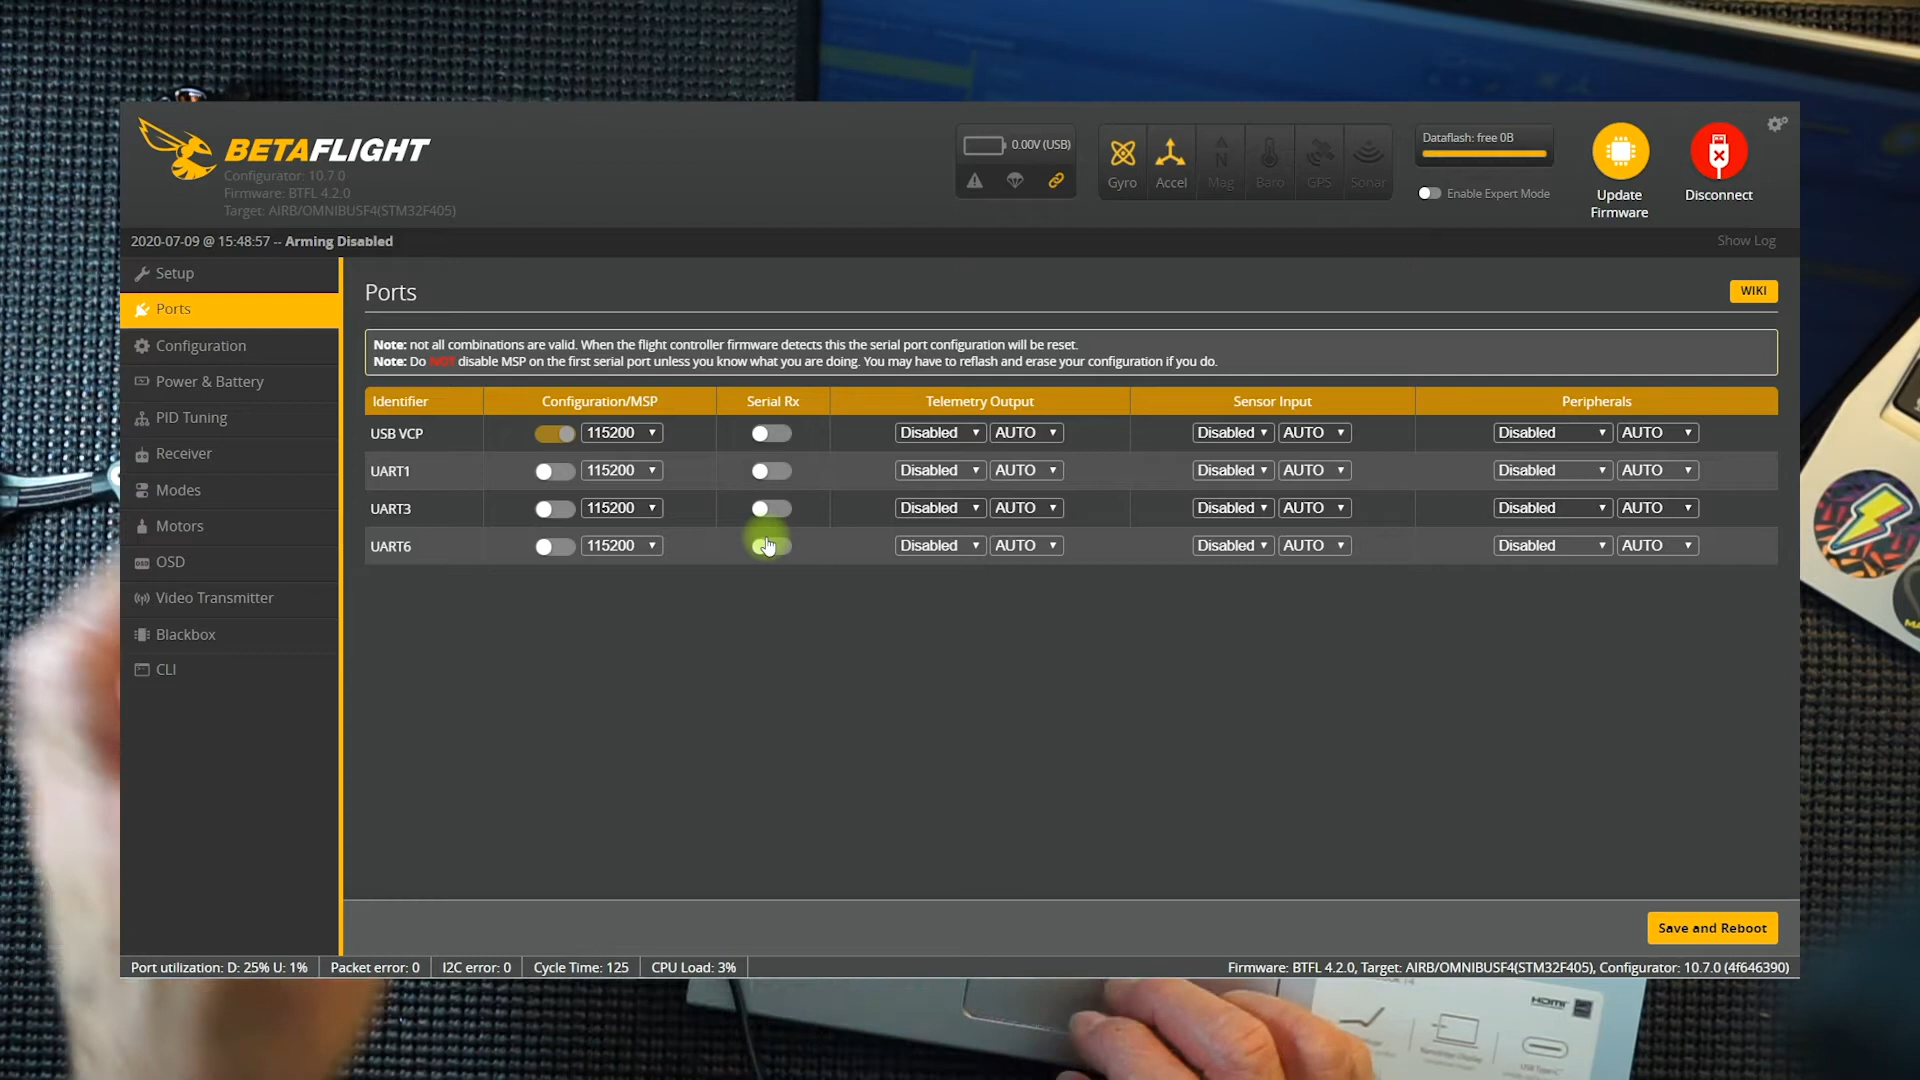 BETAFLIGHT
Configurator: 10.7.0
Firmware: BTFL 4.2.0
Target: AIRB/OMNIBUSF4(STM32F405)
0.00V (USB)
Gyro Accel Mag Baro GPS Sonar
Dataflash: free 0B
Enable Expert Mode
Update
Firmware
Disconnect
2020-07-09 @ 15:48:57 -- Arming Disabled
Show Log
Setup
Ports
Configuration
Power & Battery
PID Tuning
Receiver
Modes
Motors
OSD
Video Transmitter
Blackbox
CLI
Ports
WIKI
Note: not all combinations are valid. When the flight controller firmware detects this the serial port configuration will be reset.
Note: Do NOT disable MSP on the first serial port unless you know what you are doing. You may have to reflash and erase your configuration if you do.
Identifier Configuration/MSP Serial Rx Telemetry Output Sensor Input Peripherals
USB VCP 115200 Disabled AUTO Disabled AUTO Disabled AUTO
UART1 115200 Disabled AUTO Disabled AUTO Disabled AUTO
UART3 115200 Disabled AUTO Disabled AUTO Disabled AUTO
UART6 115200 Disabled AUTO Disabled AUTO Disabled AUTO
Save and Reboot
Port utilization: D: 25% U: 1% Packet error: 0 I2C error: 0 Cycle Time: 125 CPU Load: 3%
Firmware: BTFL 4.2.0, Target: AIRB/OMNIBUSF4(STM32F405), Configurator: 10.7.0 (4f646390)
HDMI